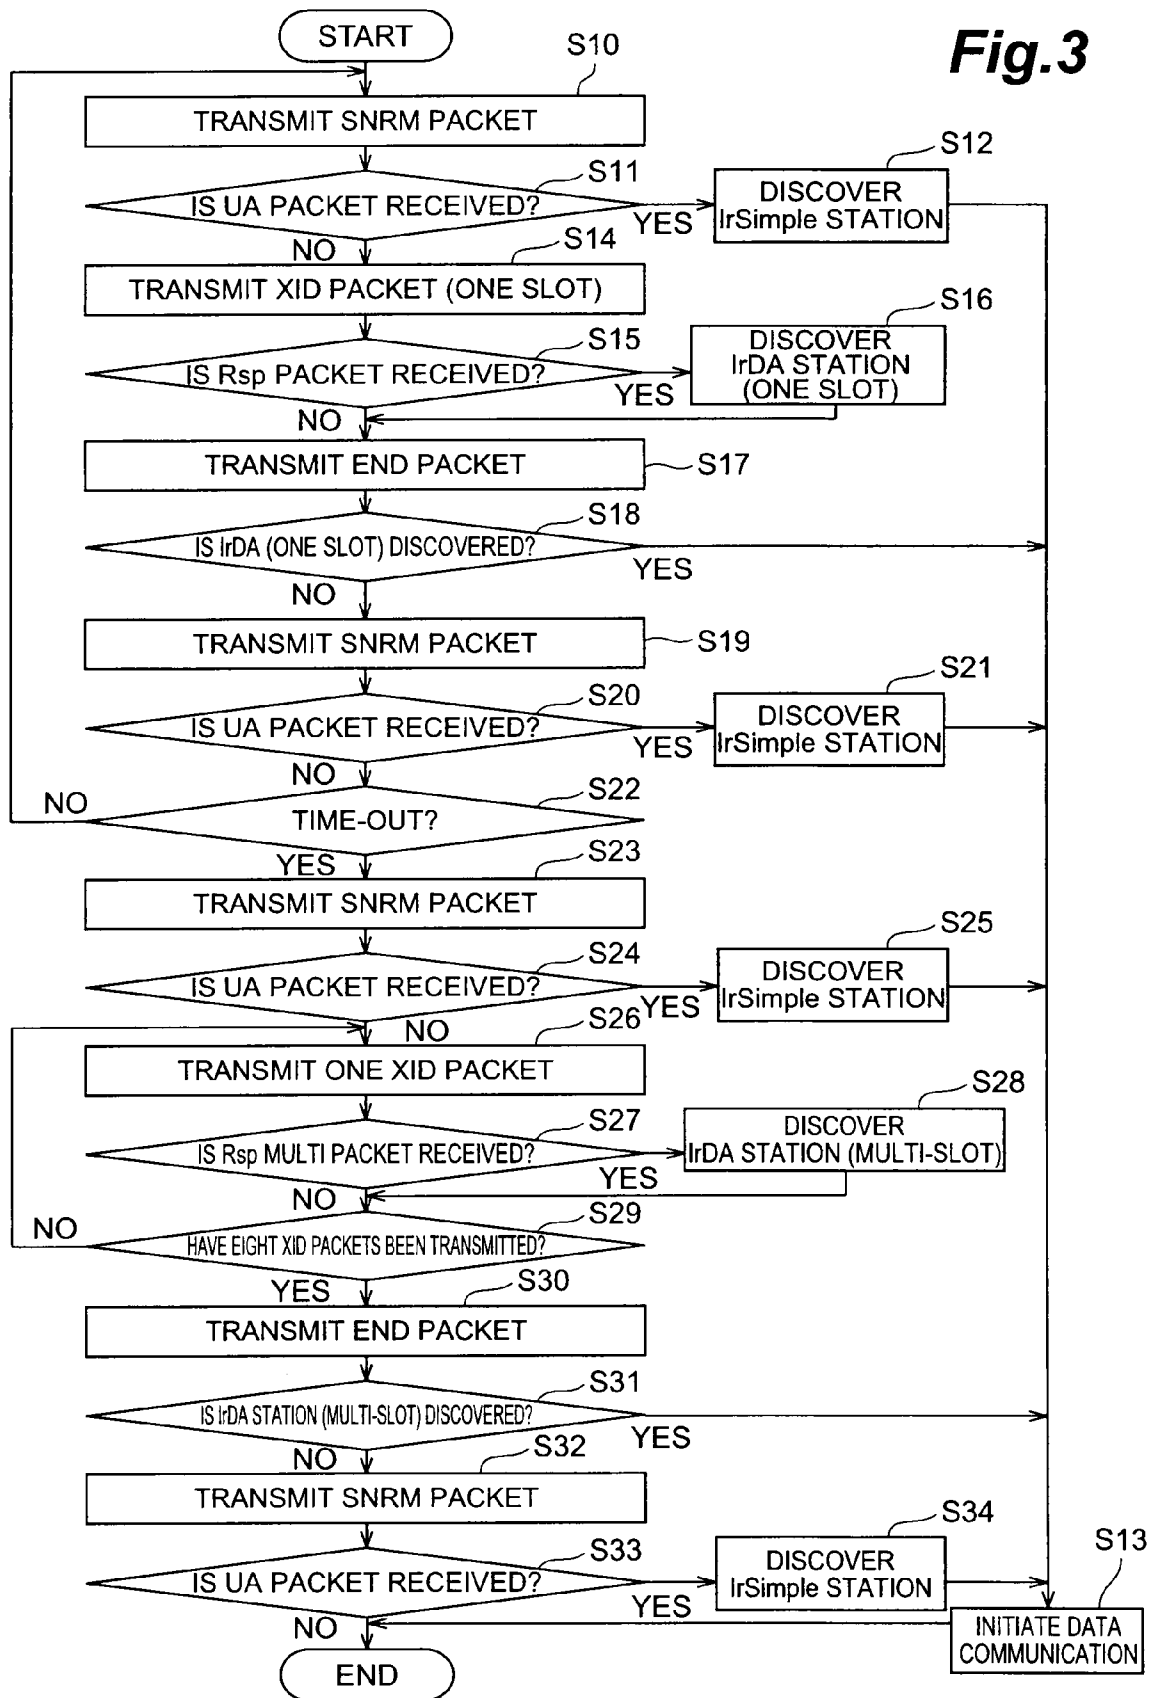 START
Fig.3
S10
TRANSMIT SNRM PACKET
S11
IS UA PACKET RECEIVED?
YES
NO
S12
DISCOVER
IrSimple STATION
S14
TRANSMIT XID PACKET (ONE SLOT)
S15
IS Rsp PACKET RECEIVED?
YES
NO
S16
DISCOVER
IrDA STATION
(ONE SLOT)
TRANSMIT END PACKET
S17
S18
IS IrDA (ONE SLOT) DISCOVERED?
YES
NO
TRANSMIT SNRM PACKET
S19
S20
IS UA PACKET RECEIVED?
YES
NO
S21
DISCOVER
IrSimple STATION
S22
TIME-OUT?
NO
YES
S23
TRANSMIT SNRM PACKET
S24
IS UA PACKET RECEIVED?
YES
NO
S25
DISCOVER
IrSimple STATION
S26
TRANSMIT ONE XID PACKET
S27
IS Rsp MULTI PACKET RECEIVED?
YES
NO
S28
DISCOVER
IrDA STATION (MULTI-SLOT)
S29
HAVE EIGHT XID PACKETS BEEN TRANSMITTED?
NO
YES
S30
TRANSMIT END PACKET
S31
IS IrDA STATION (MULTI-SLOT) DISCOVERED?
YES
NO
S32
TRANSMIT SNRM PACKET
S33
IS UA PACKET RECEIVED?
YES
NO
S34
DISCOVER
IrSimple STATION
S13
INITIATE DATA
COMMUNICATION
END